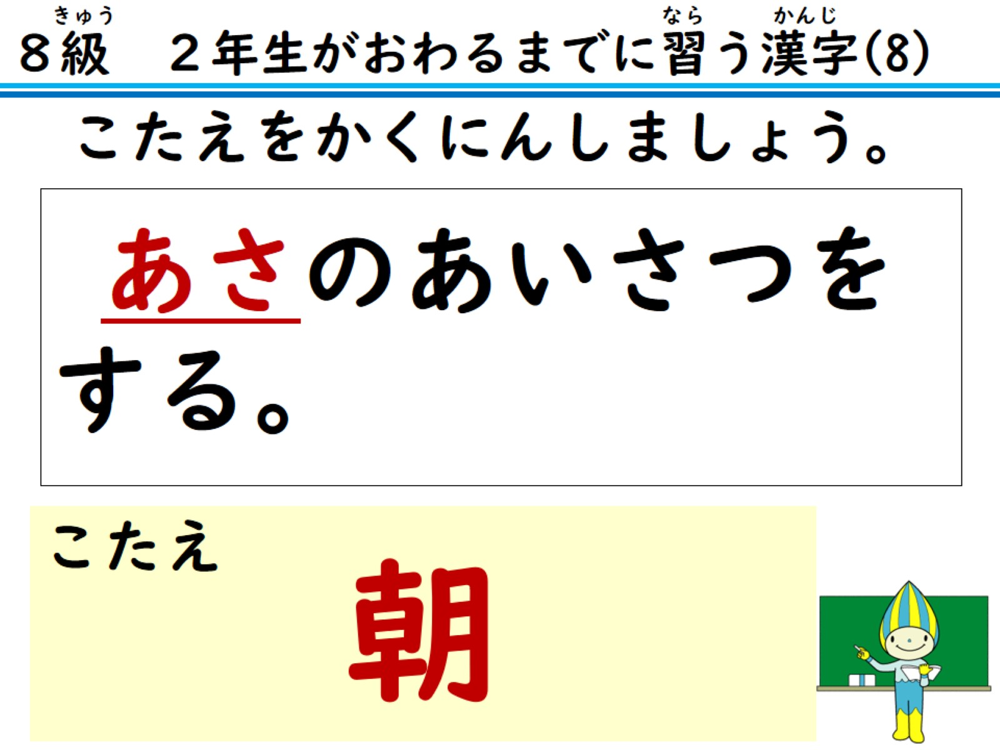 きゅう なら かんじ
８級　２年生がおわるまでに習う漢字(8)
こたえをかくにんしましょう。
あさのあいさつを
する。
こたえ
朝